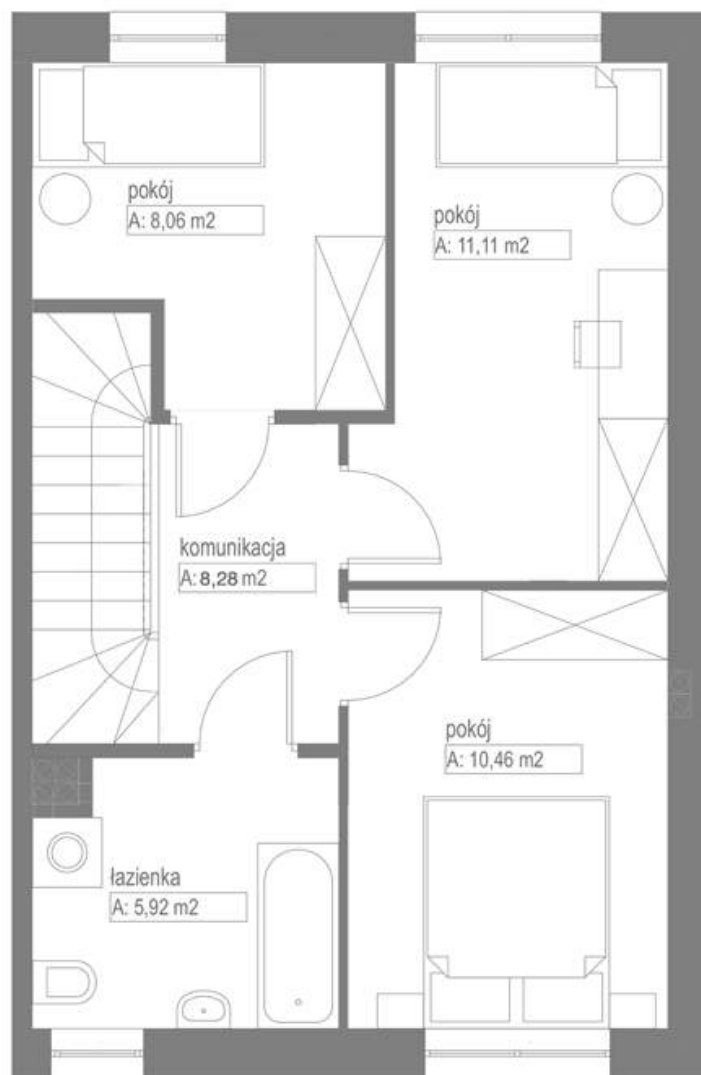 pokój
A: 8,06 m2
pokój
A: 11,11 m2
komunikacja
A: 8,28 m2
pokój
A: 10,46 m2
łazienka
A: 5,92 m2